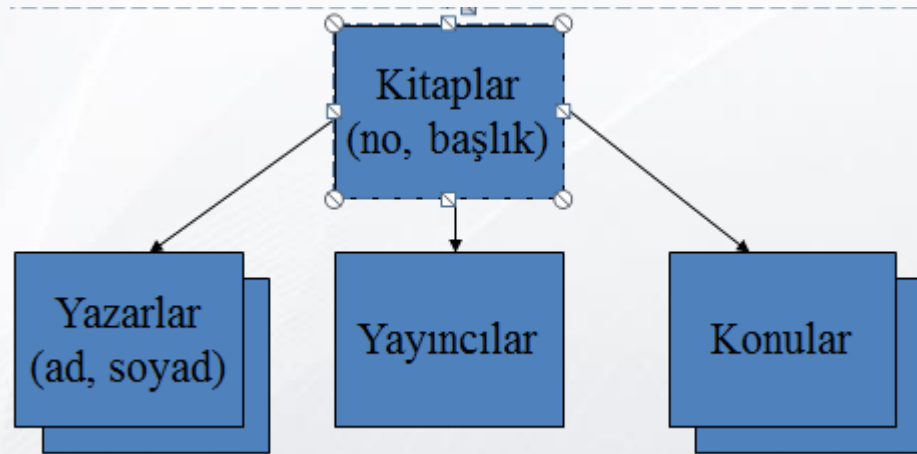 Kitaplar
(no, başlık)
Yazarlar
(ad, soyad)
Yayıncılar
Konular